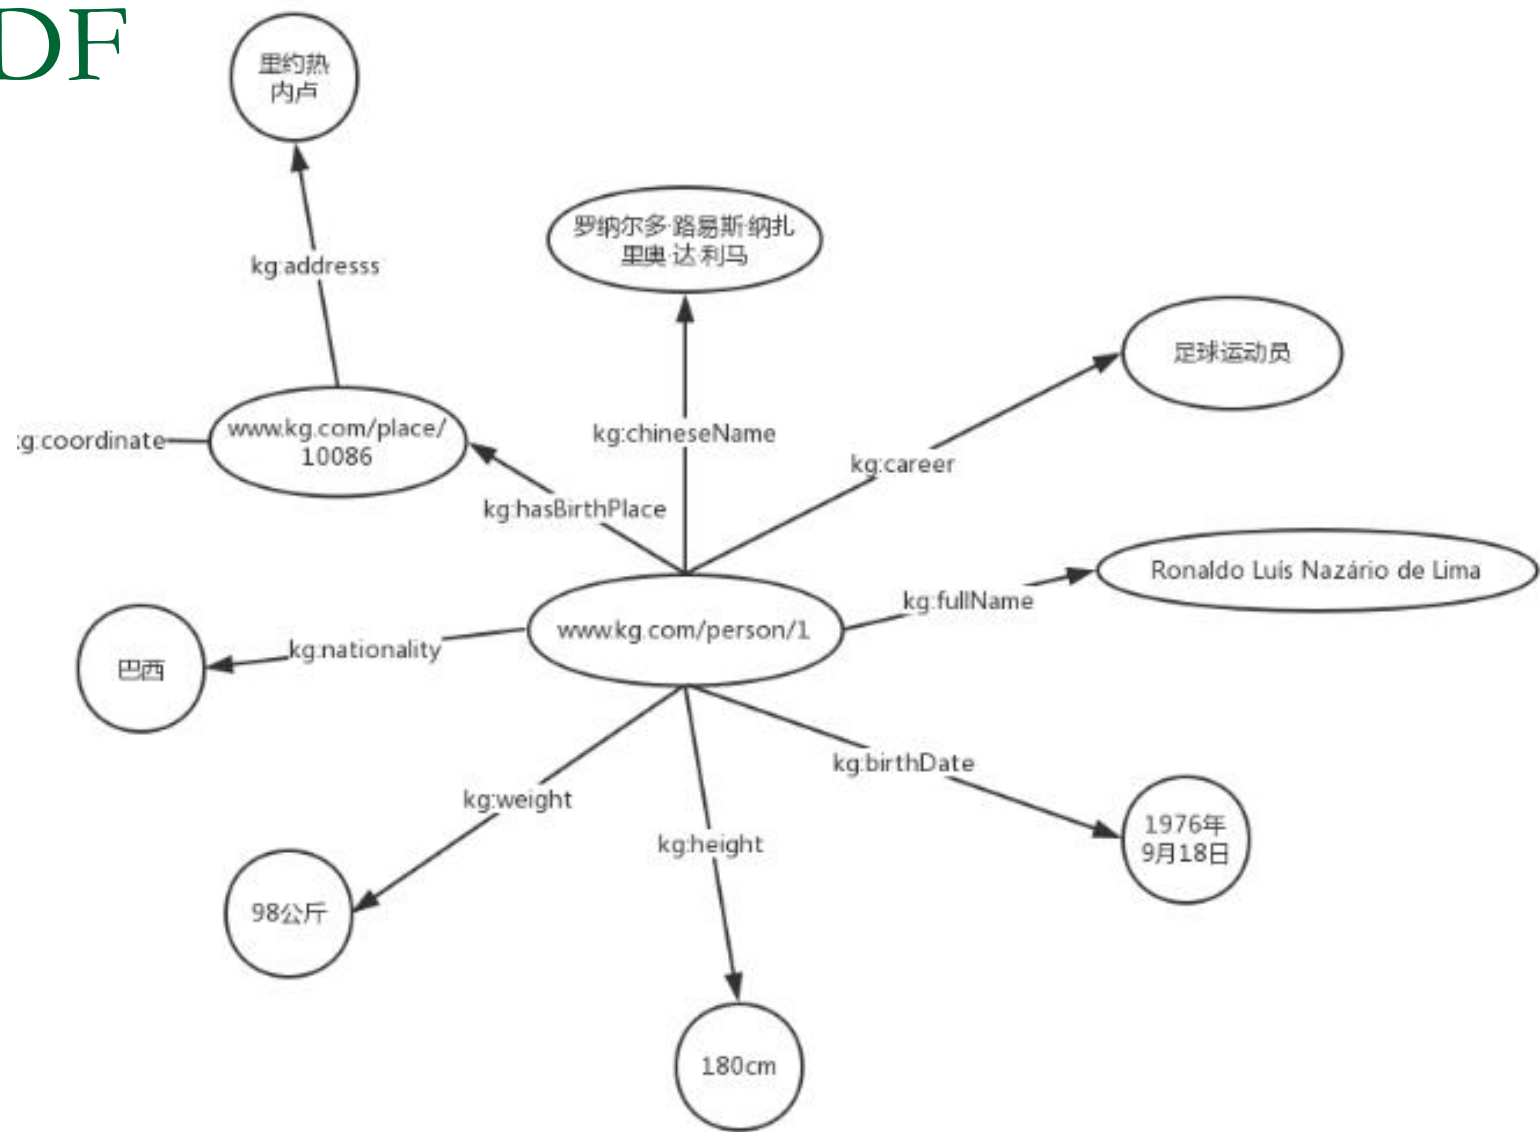 DF
里约热
内卢
罗纳尔多·路易斯·纳扎
里奥·达·利马
kg:addresss
足球运动员
www.kg.com/place/
10086
kg:chineseName
g:coordinate
kg:career
kg:hasBirthPlace
Ronaldo Luís Nazário de Lima
kg:fullName
www.kg.com/person/1
kg:nationality
巴西
kg:birthDate
kg:weight
1976年
9月18日
kg:height
98公斤
180cm